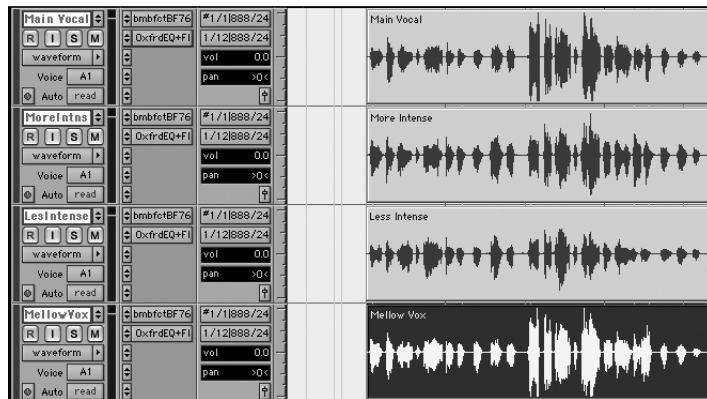 Main Vocal bmbfotBF76 #1/1|888/24 Main Vocal
R I S M OxfrdEQ+Fl 1/12|888/24
waveform vol 0.0
Voice A1 pan >0<
Auto read
MoreIntns bmbfotBF76 #1/1|888/24 More Intense
R I S M OxfrdEQ+Fl 1/12|888/24
waveform vol 0.0
Voice A1 pan >0<
Auto read
LesIntense bmbfotBF76 #1/1|888/24 Less Intense
R I S M OxfrdEQ+Fl 1/12|888/24
waveform vol 0.0
Voice A1 pan >0<
Auto read
MellowVox bmbfotBF76 #1/1|888/24 Mellow Vox
R I S M OxfrdEQ+Fl 1/12|888/24
waveform vol 0.0
Voice A1 pan >0<
Auto read